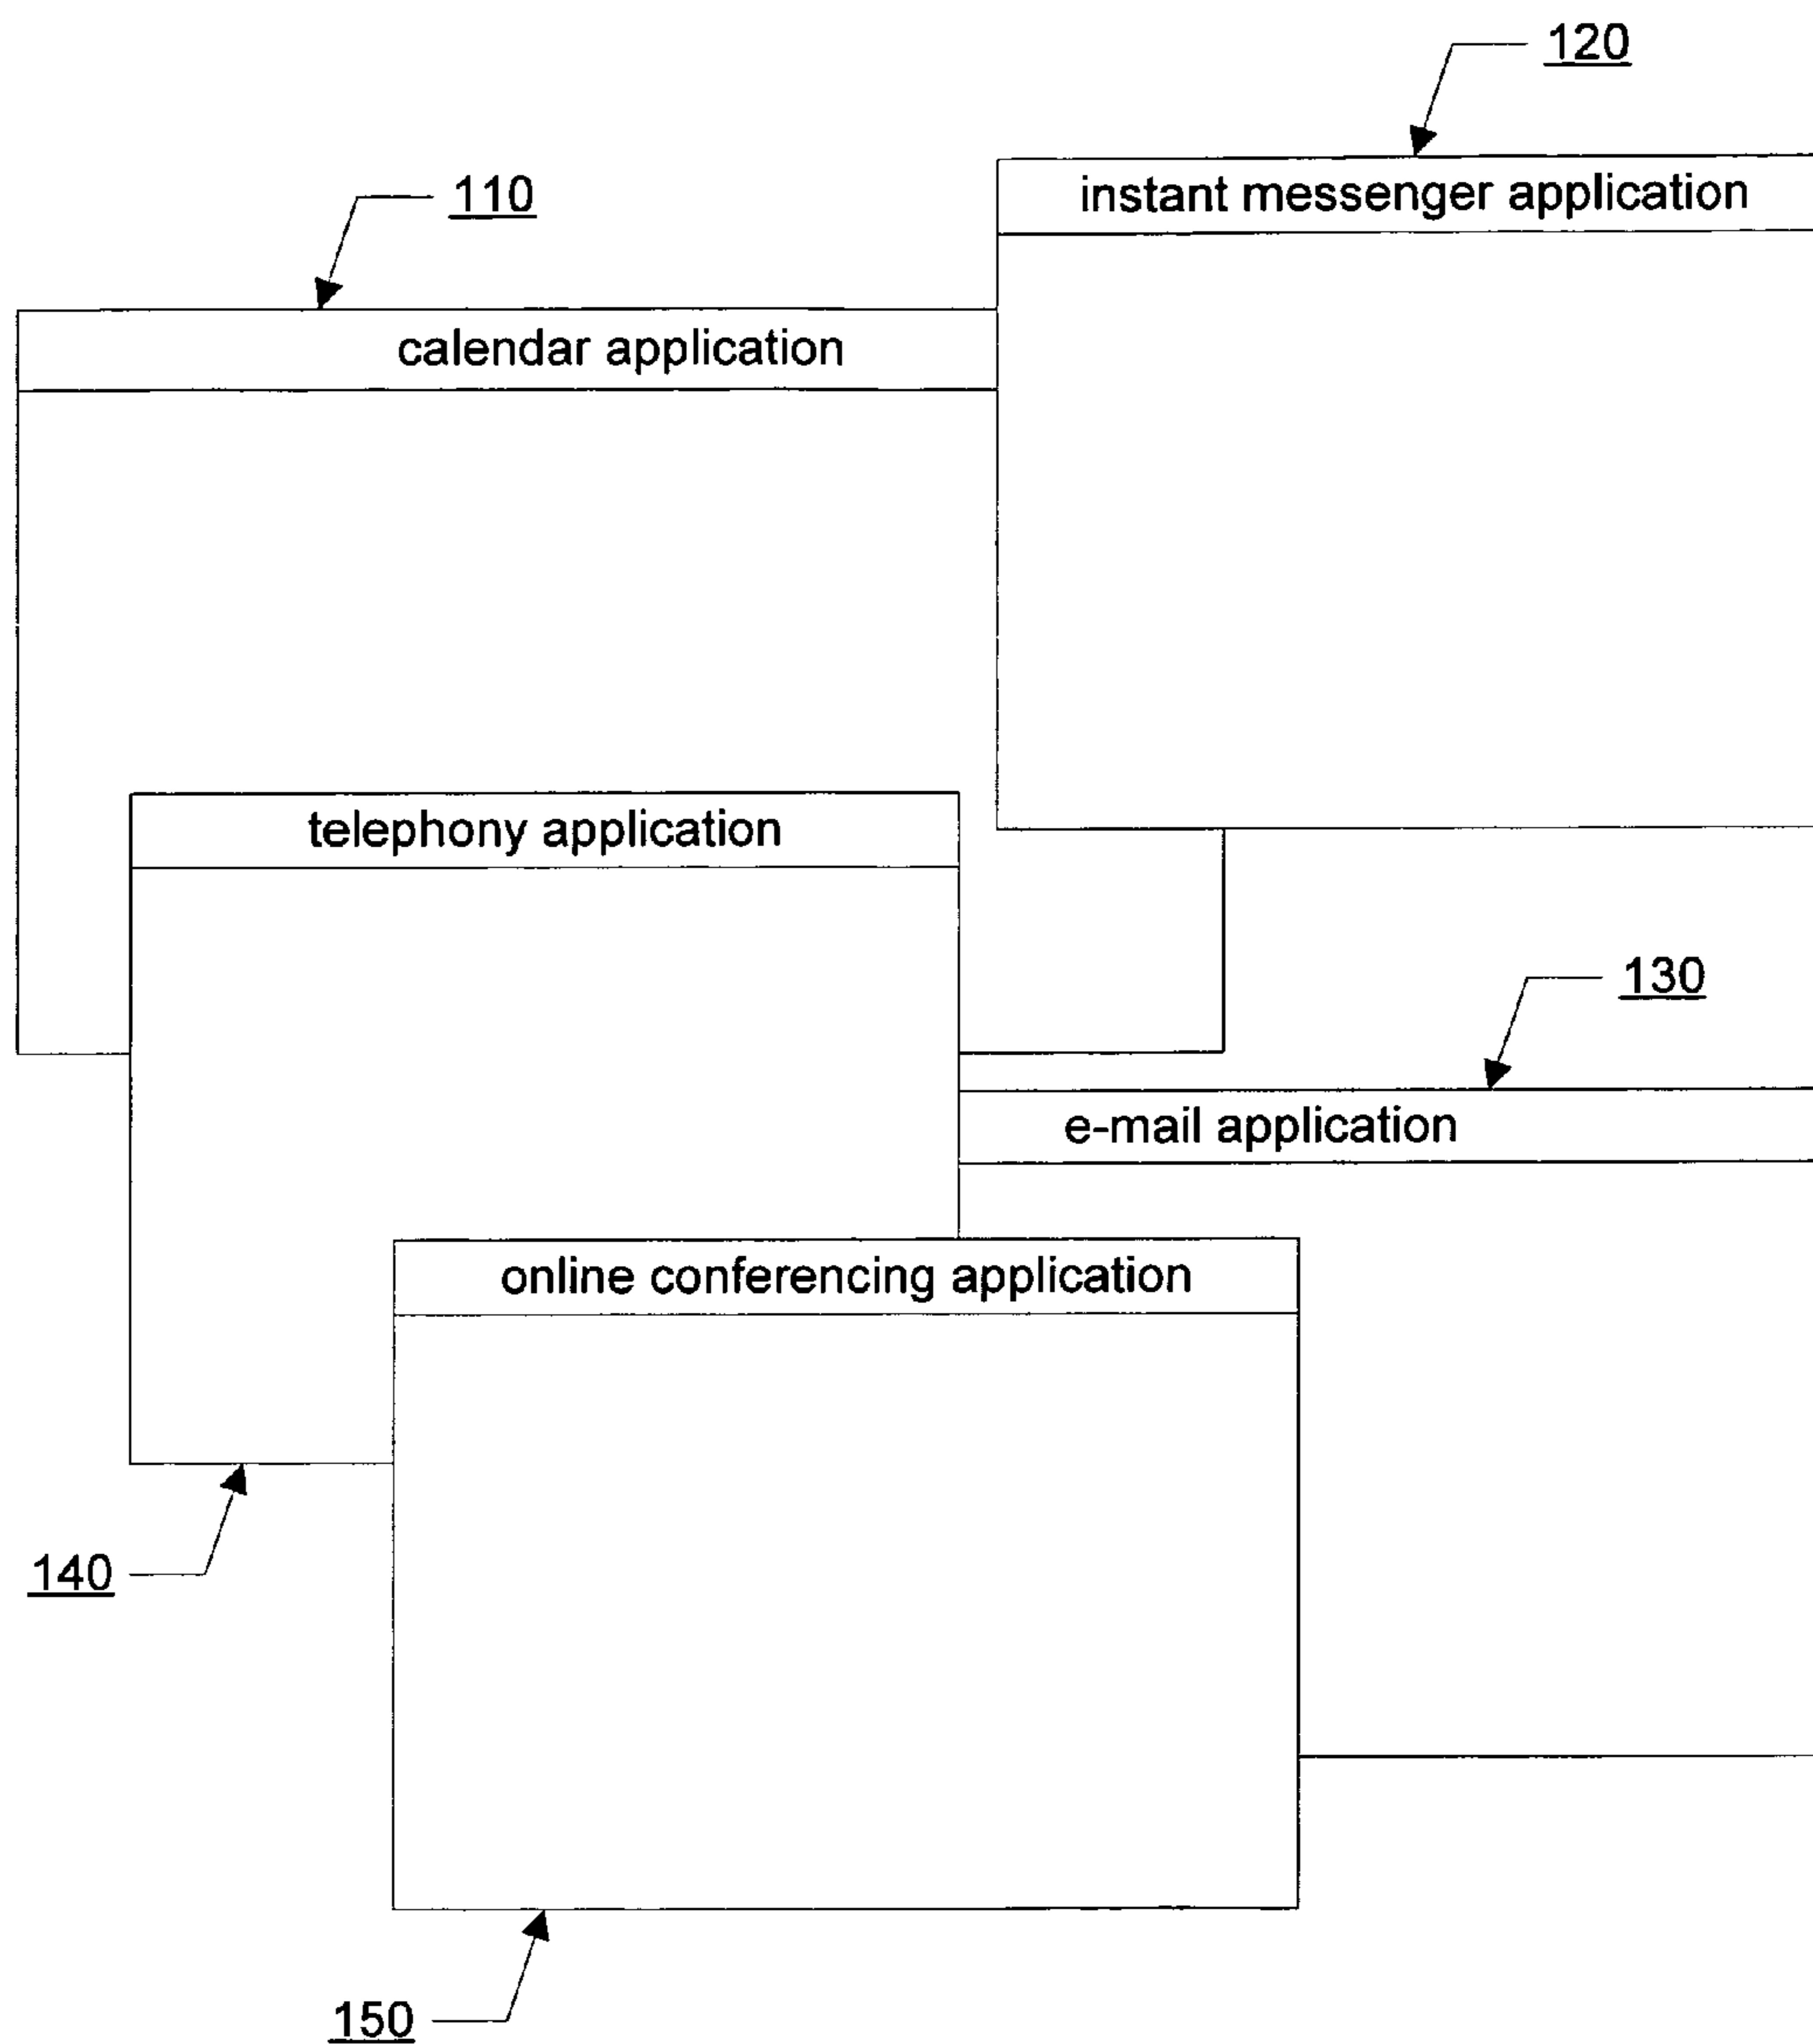 120
instant messenger application
110
calendar application
telephony application
130
e-mail application
online conferencing application
140
150